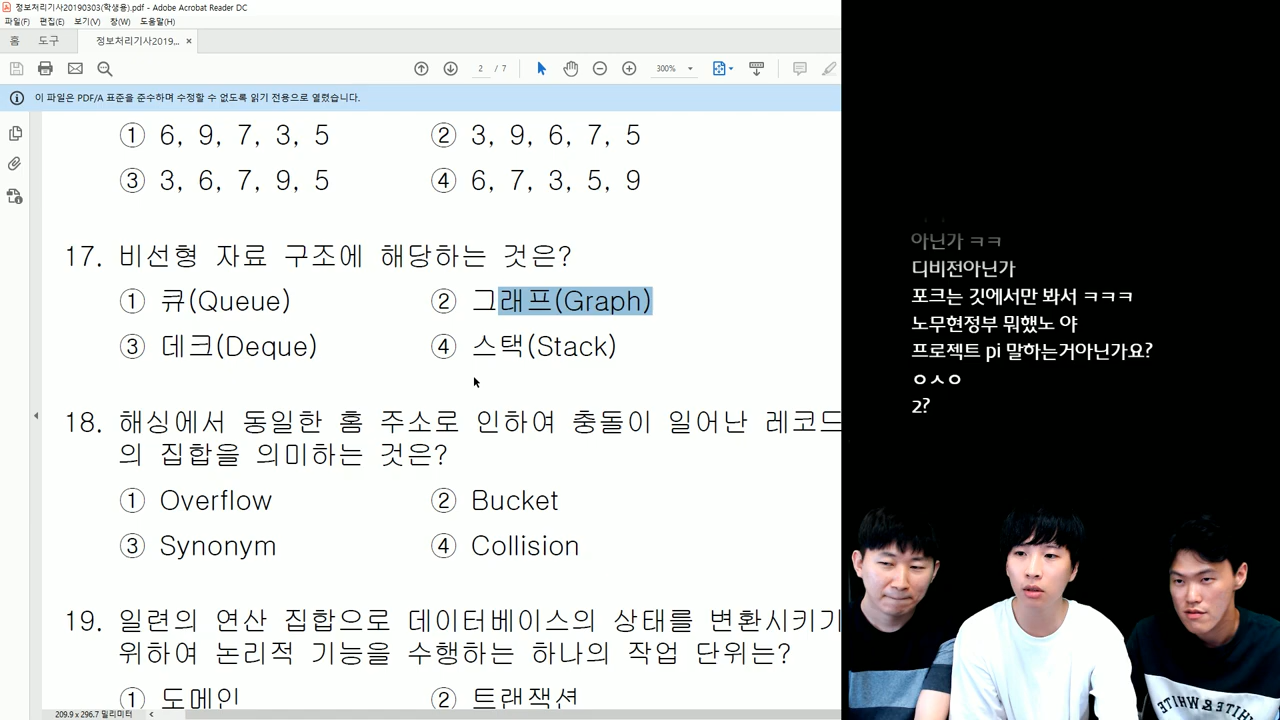 정보처리기사20190303(학생용).pdf - Adobe Acrobat Reader DC
파일(F) 편집(E) 보기(V) 창(W) 도움말(H)
홈 도구 정보처리기사2019... ×
2 / 7 300%
이 파일은 PDF/A 표준을 준수하며 수정할 수 없도록 읽기 전용으로 열렸습니다.
① 6, 9, 7, 3, 5 ② 3, 9, 6, 7, 5
③ 3, 6, 7, 9, 5 ④ 6, 7, 3, 5, 9
17. 비선형 자료 구조에 해당하는 것은?
① 큐(Queue) ② 그래프(Graph)
③ 데크(Deque) ④ 스택(Stack)
18. 해싱에서 동일한 홈 주소로 인하여 충돌이 일어난 레코드
의 집합을 의미하는 것은?
① Overflow ② Bucket
③ Synonym ④ Collision
19. 일련의 연산 집합으로 데이터베이스의 상태를 변환시키기
위하여 논리적 기능을 수행하는 하나의 작업 단위는?
① 도메인 ② 트랜잭션
209.9 x 296.7 밀리미터
아닌가 ㅋㅋ
디비전아닌가
포크는 깃에서만 봐서 ㅋㅋㅋ
노무현정부 뭐했노 야
프로젝트 pi 말하는거아닌가요?
ㅇㅅㅇ
2?